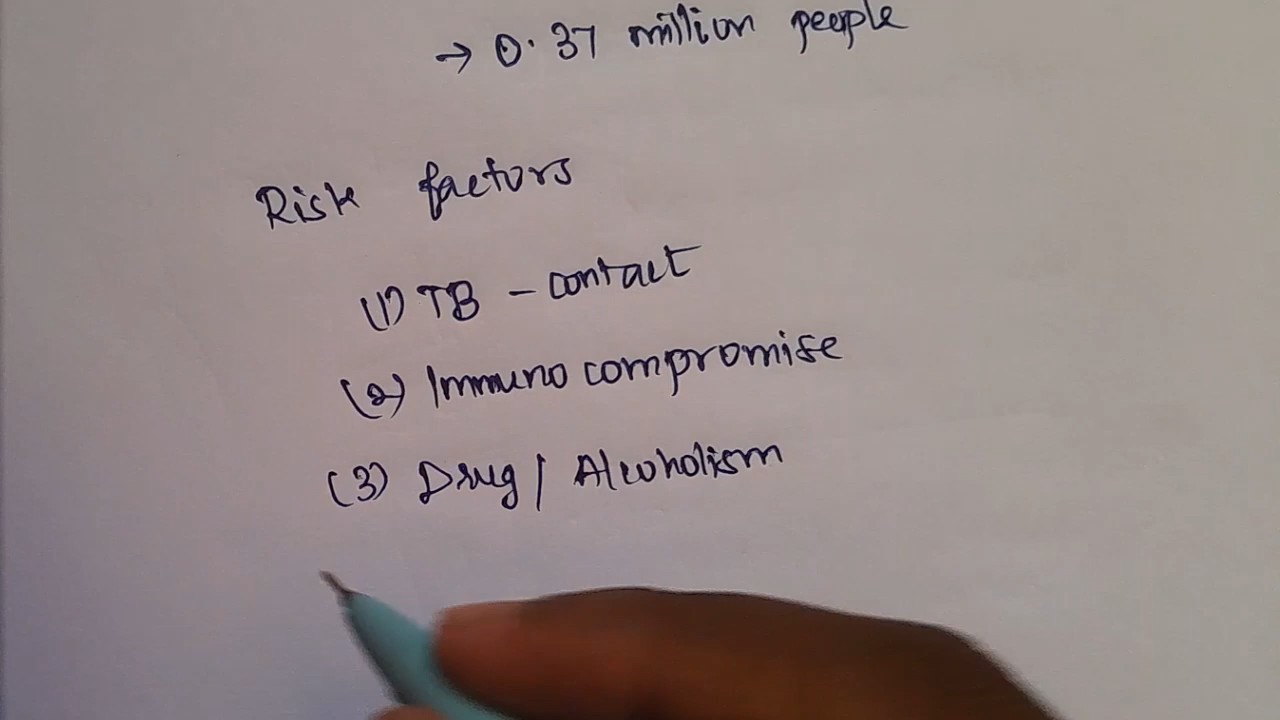 → 0.37 million people
Risk factors
(1) TB - contact
(2) Immuno compromise
(3) Drug / Alcoholism